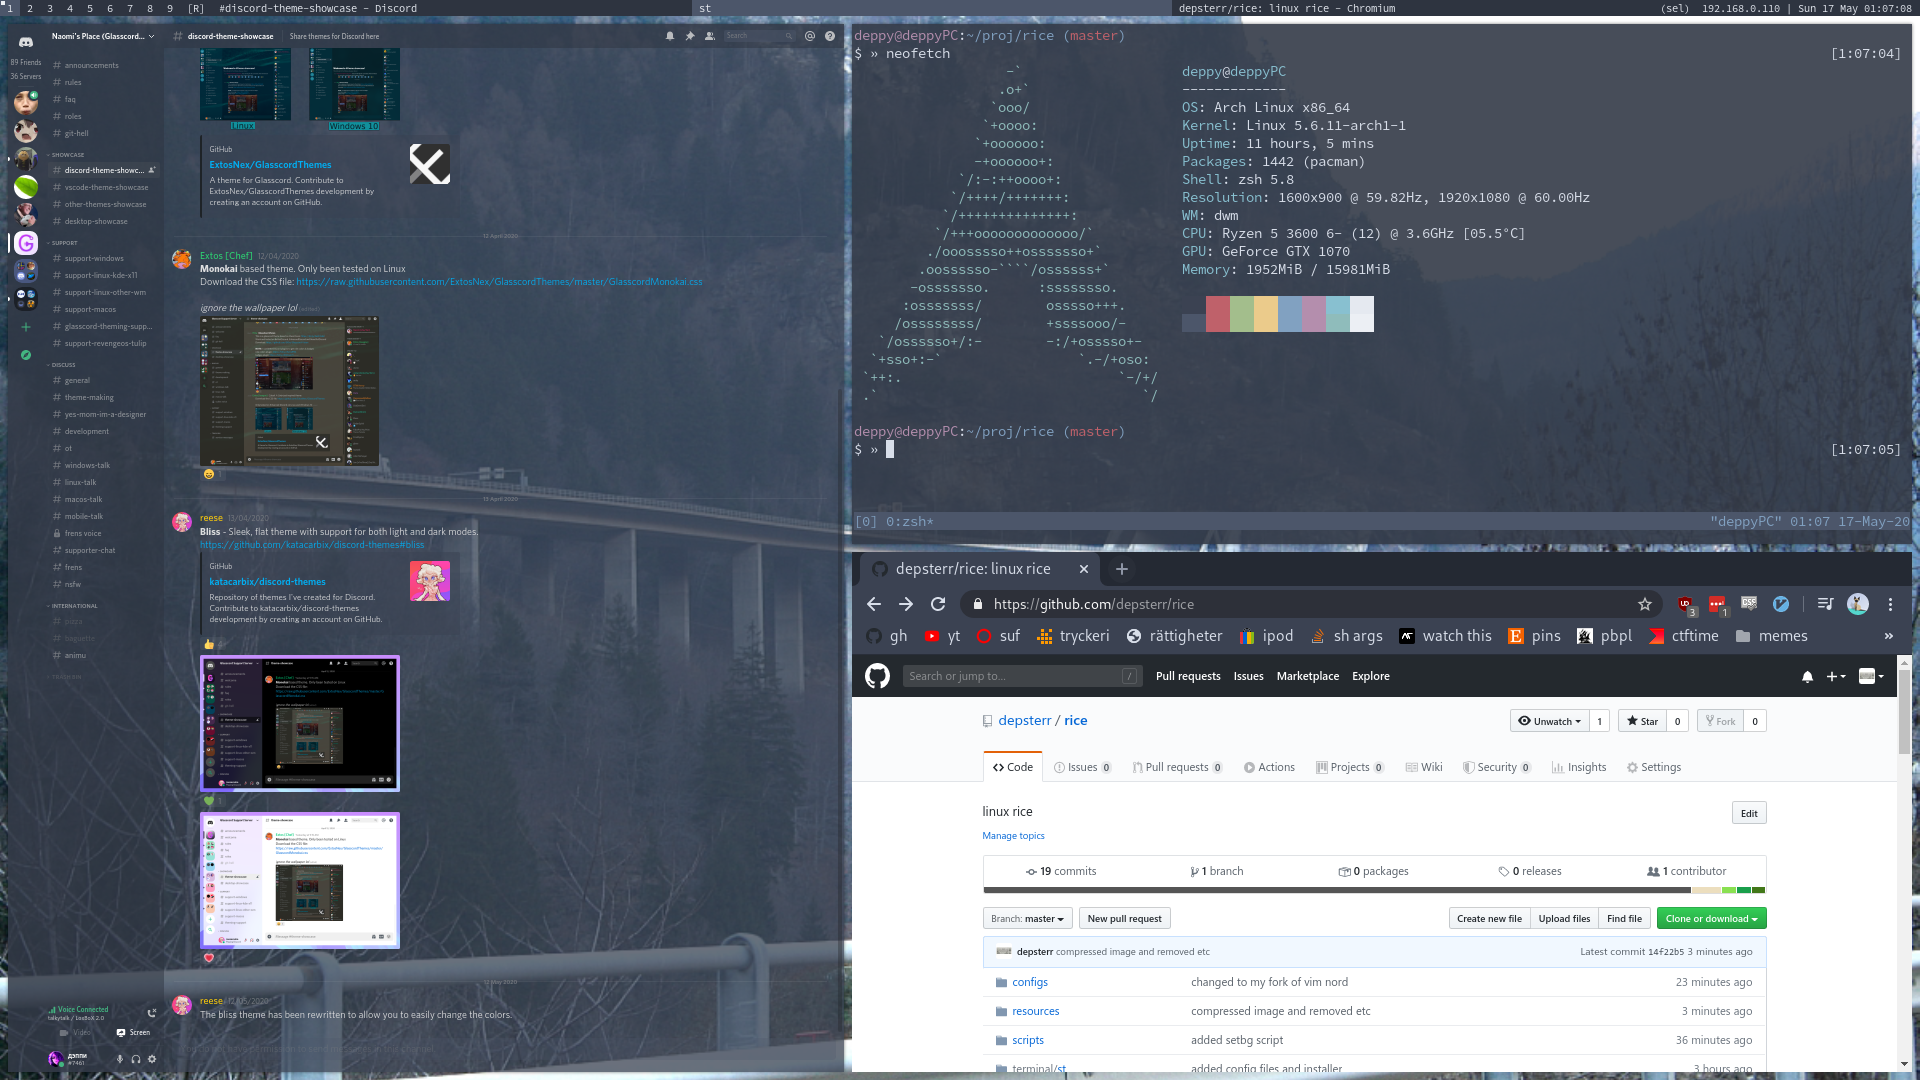 1 2 3 4 5 6 7 8 9 [R] #discord-theme-showcase - Discord
st
depsterr/rice: linux rice - Chromium
(sel) 192.168.0.110 | Sun 17 May 01:07:08
Naomi's Place (Glasscord...
89 Friends
36 Servers
# announcements
# rules
# faq
# roles
# git-hell
SHOWCASE
# discord-theme-showc...
# vscode-theme-showcase
# other-themes-showcase
# desktop-showcase
SUPPORT
# support-windows
# support-linux-kde-x11
# support-linux-other-wm
# support-macos
# glasscord-theming-supp...
# support-revengeos-tulip
DISCUSS
# general
# theme-making
# yes-mom-im-a-designer
# development
# ot
# windows-talk
# linux-talk
# macos-talk
# mobile-talk
frens voice
# supporter-chat
# frens
# nsfw
INTERNATIONAL
# pizza
# baguette
# animu
Voice Connected
Video
Screen
дэппи
#7461
# discord-theme-showcase
Share themes for Discord here
Search
Linux
Windows 10
GitHub
ExtosNex/GlasscordThemes
A theme for Glasscord. Contribute to
ExtosNex/GlasscordThemes development by
creating an account on GitHub.
12 April 2020
Extos [Chef] 12/04/2020
Monokai based theme. Only been tested on Linux
Download the CSS file: https://raw.githubusercontent.com/ExtosNex/GlasscordThemes/master/GlasscordMonokai.css
ignore the wallpaper lol (edited)
13 April 2020
reese 13/04/2020
Bliss - Sleek, flat theme with support for both light and dark modes.
https://github.com/katacarbix/discord-themes#bliss
GitHub
katacarbix/discord-themes
Repository of themes I've created for Discord.
Contribute to katacarbix/discord-themes
development by creating an account on GitHub.
12 May 2020
reese 12/05/2020
The bliss theme has been rewritten to allow you to easily change the colors.
deppy@deppyPC:~/proj/rice (master)
$ » neofetch
[1:07:04]
deppy@deppyPC
-------------
OS: Arch Linux x86_64
Kernel: Linux 5.6.11-arch1-1
Uptime: 11 hours, 5 mins
Packages: 1442 (pacman)
Shell: zsh 5.8
Resolution: 1600x900 @ 59.82Hz, 1920x1080 @ 60.00Hz
WM: dwm
CPU: Ryzen 5 3600 6- (12) @ 3.6GHz [05.5°C]
GPU: GeForce GTX 1070
Memory: 1952MiB / 15981MiB
deppy@deppyPC:~/proj/rice (master)
$ »
[1:07:05]
[0] 0:zsh*
"deppyPC" 01:07 17-May-20
depsterr/rice: linux rice
https://github.com/depsterr/rice
3
1
gh yt suf tryckeri rättigheter ipod sh args watch this pins pbpl ctftime memes »
Search or jump to... /
Pull requests Issues Marketplace Explore
depsterr / rice
Unwatch 1 Star 0 Fork 0
Code Issues 0 Pull requests 0 Actions Projects 0 Wiki Security 0 Insights Settings
linux rice
Edit
Manage topics
19 commits 1 branch 0 packages 0 releases 1 contributor
Branch: master New pull request Create new file Upload files Find file Clone or download
depsterr compressed image and removed etc Latest commit 14f22b5 3 minutes ago
configs changed to my fork of vim nord 23 minutes ago
resources compressed image and removed etc 3 minutes ago
scripts added setbg script 36 minutes ago
terminal/st added config files and installer 3 hours ago